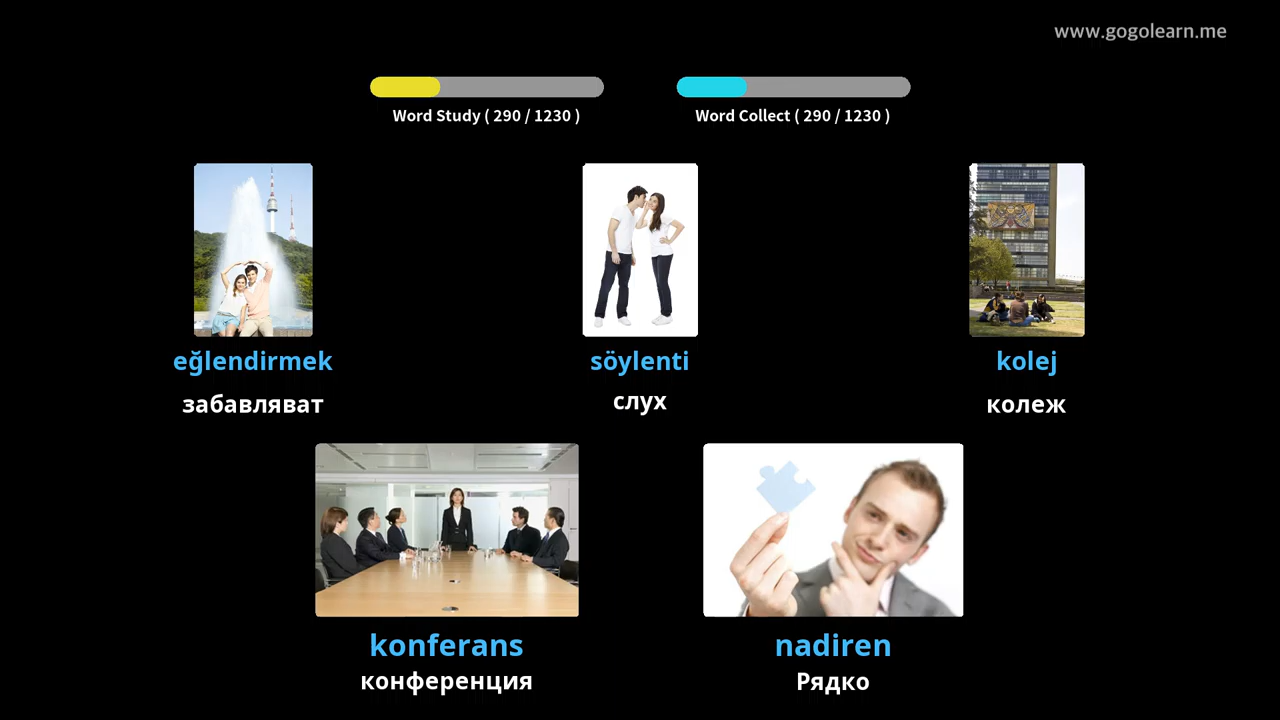 www.gogolearn.me
Word Study ( 290 / 1230 )
Word Collect ( 290 / 1230 )
eğlendirmek
забавляват
söylenti
слух
kolej
колеж
konferans
конференция
nadiren
Рядко